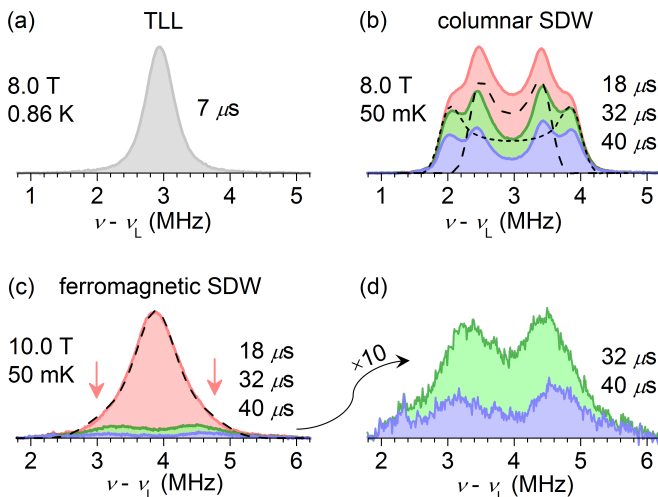 (a) TLL
8.0 T
0.86 K
7 μs
1 2 3 4 5
ν - νL (MHz)
(b) columnar SDW
8.0 T
50 mK
18 μs
32 μs
40 μs
1 2 3 4 5
ν - νL (MHz)
(c) ferromagnetic SDW
10.0 T
50 mK
18 μs
32 μs
40 μs
2 3 4 5 6
ν - νL (MHz)
(d)
×10
32 μs
40 μs
2 3 4 5 6
ν - νL (MHz)